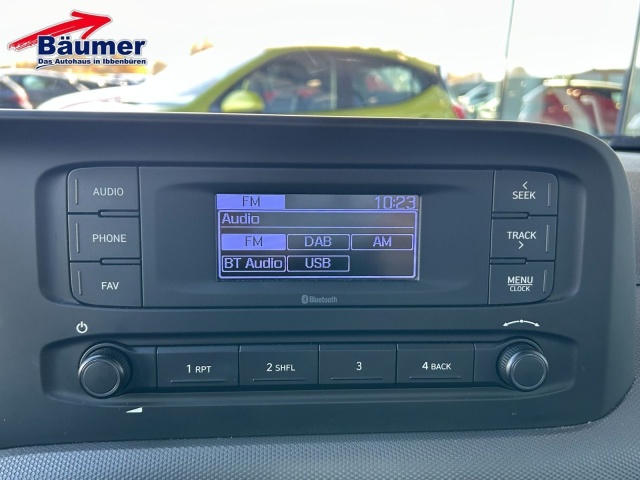 Bäumer
Das Autohaus in Ibbenbüren
AUDIO
PHONE
FAV
FM 10:23
Audio
FM DAB AM
BT Audio USB
Bluetooth
< SEEK
TRACK >
MENU
CLOCK
1 RPT
2 SHFL
3
4 BACK